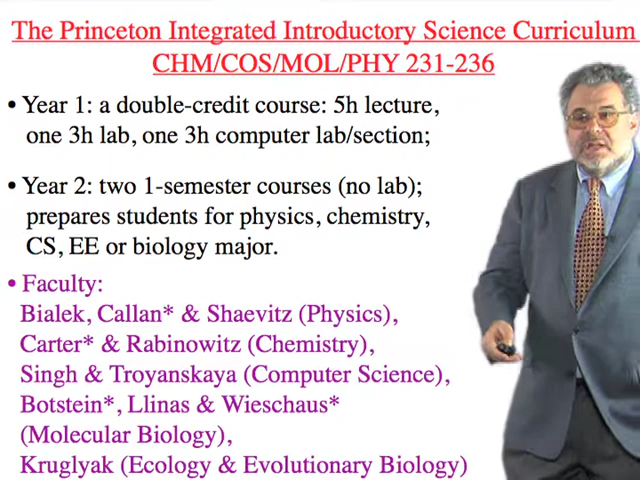 The Princeton Integrated Introductory Science Curriculum
CHM/COS/MOL/PHY 231-236
• Year 1: a double-credit course: 5h lecture,
one 3h lab, one 3h computer lab/section;
• Year 2: two 1-semester courses (no lab);
prepares students for physics, chemistry,
CS, EE or biology major.
• Faculty:
Bialek, Callan* & Shaevitz (Physics),
Carter* & Rabinowitz (Chemistry),
Singh & Troyanskaya (Computer Science),
Botstein*, Llinas & Wieschaus*
(Molecular Biology),
Kruglyak (Ecology & Evolutionary Biology)